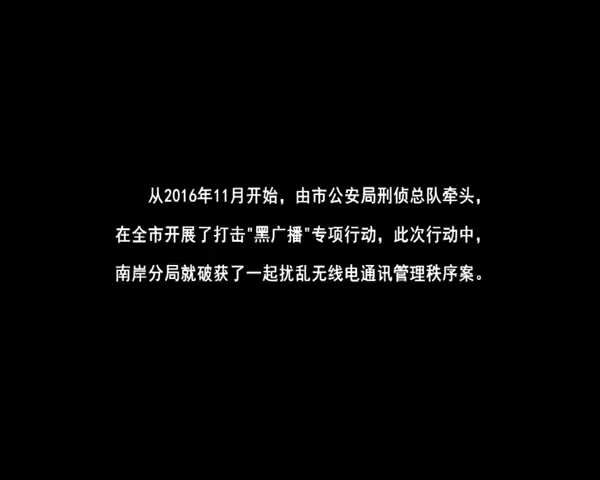 从2016年11月开始，由市公安局刑侦总队牵头，
在全市开展了打击"黑广播"专项行动，此次行动中，
南岸分局就破获了一起扰乱无线电通讯管理秩序案。